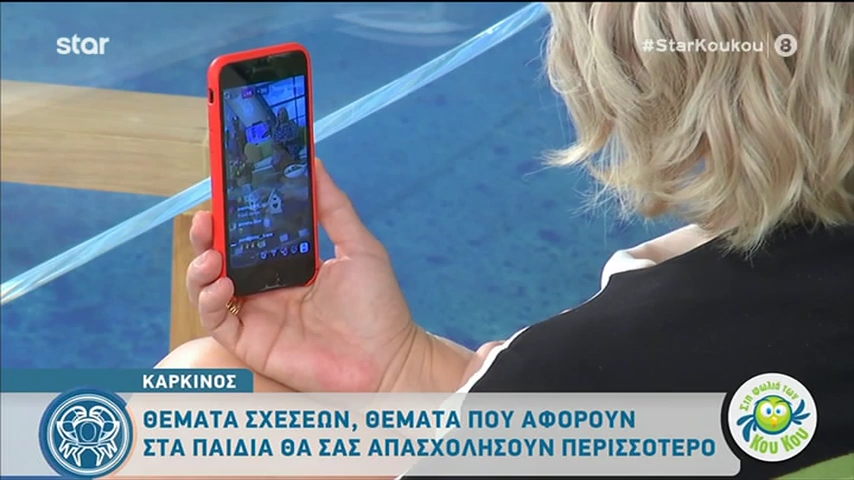 star
#StarKoukou 8
ΚΑΡΚΙΝΟΣ
ΘΕΜΑΤΑ ΣΧΕΣΕΩΝ, ΘΕΜΑΤΑ ΠΟΥ ΑΦΟΡΟΥΝ
ΣΤΑ ΠΑΙΔΙΑ ΘΑ ΣΑΣ ΑΠΑΣΧΟΛΗΣΟΥΝ ΠΕΡΙΣΣΟΤΕΡΟ
Στη φωλιά των
Κου Κου